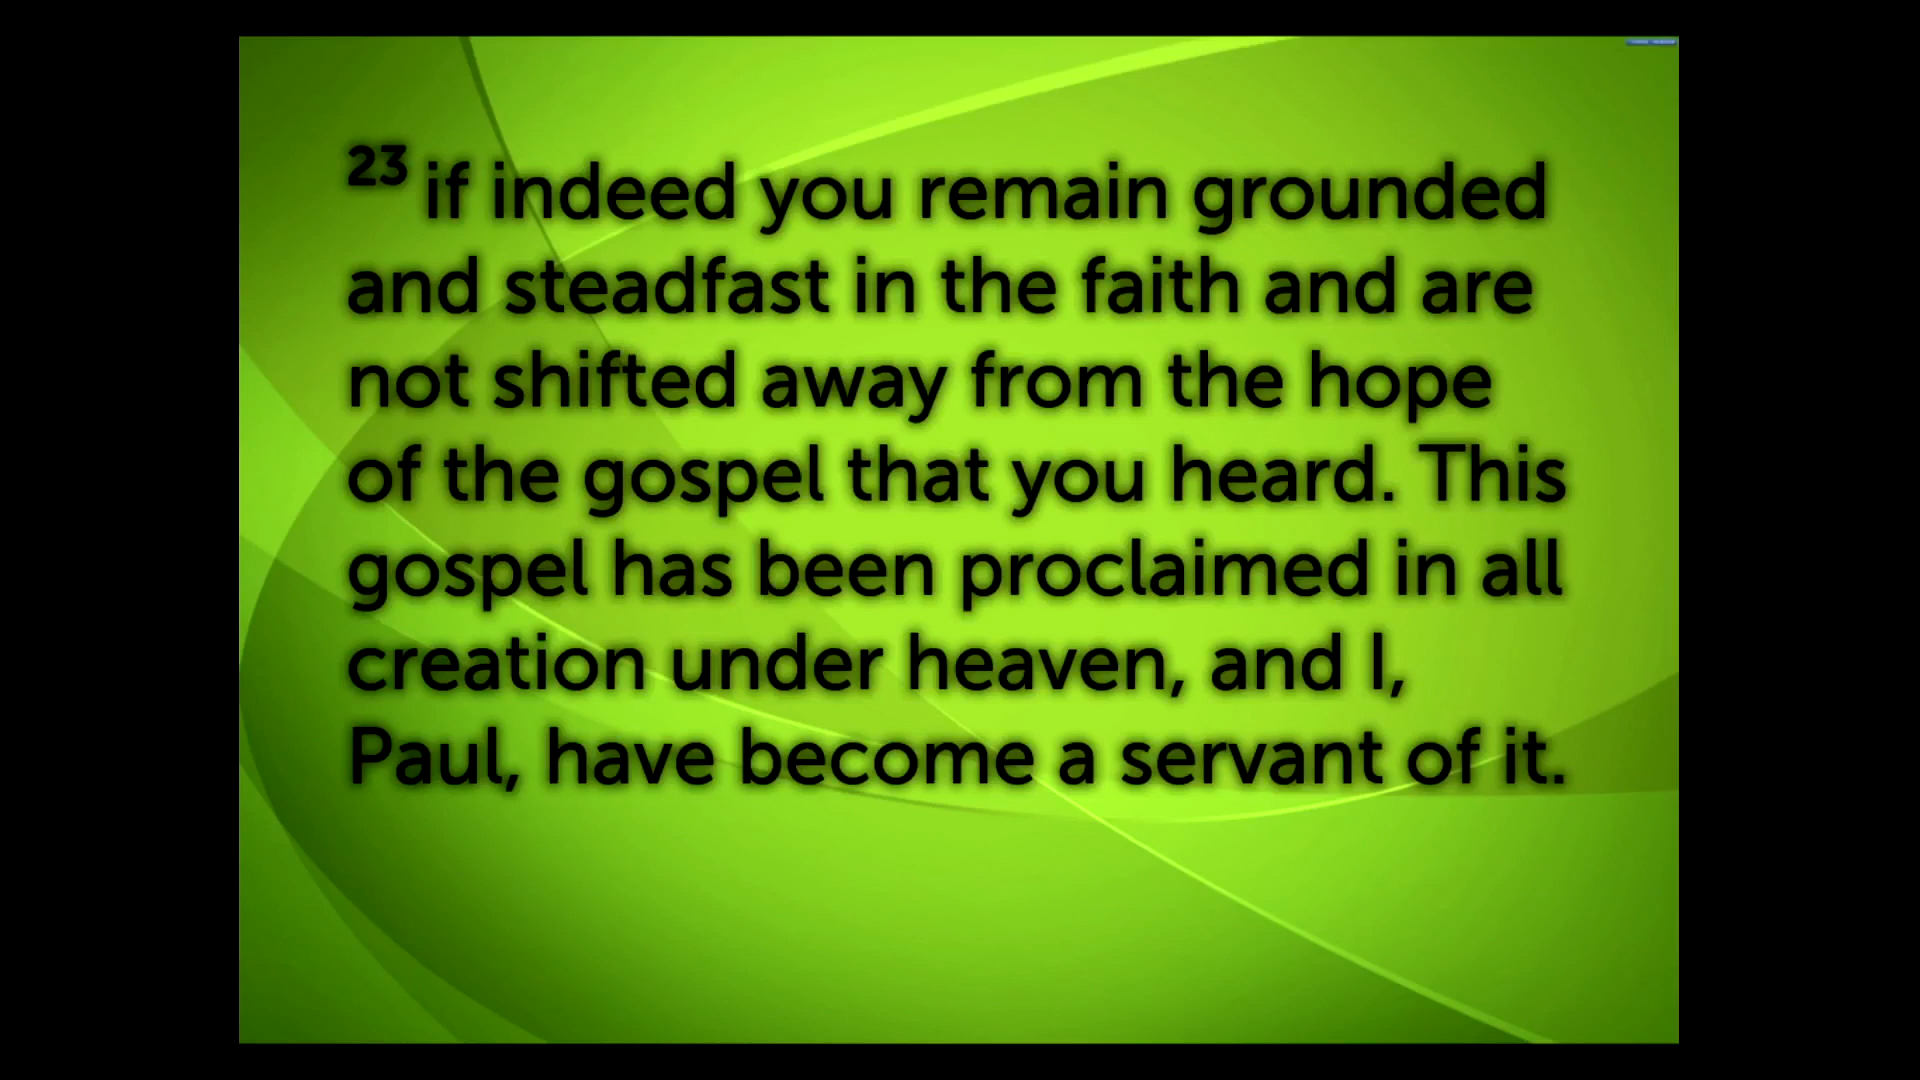 23 if indeed you remain grounded
and steadfast in the faith and are
not shifted away from the hope
of the gospel that you heard. This
gospel has been proclaimed in all
creation under heaven, and I,
Paul, have become a servant of it.